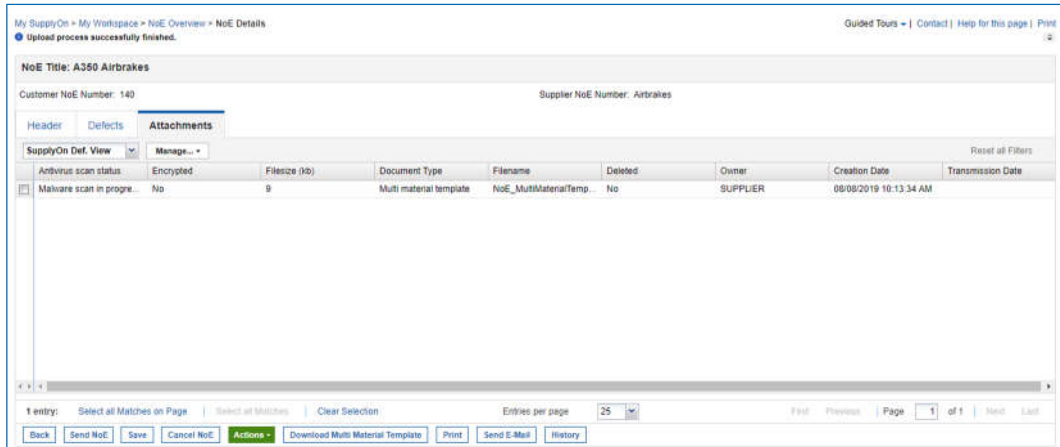 My SupplyOn > My Workspace > NoE Overview > NoE Details
Guided Tours | Contact | Help for this page | Print
Upload process successfully finished.
NoE Title: A350 Airbrakes
Customer NoE Number: 140 Supplier NoE Number: Airbrakes
Header Defects Attachments
SupplyOn Def. View Manage... Reset all Filters
Antivirus scan status Encrypted Filesize (kb) Document Type Filename Deleted Owner Creation Date Transmission Date
Malware scan in progre... No 9 Multi material template NoE_MultiMaterialTemp... No SUPPLIER 08/08/2019 10:13:34 AM
1 entry: Select all Matches on Page | Select all Matches | Clear Selection Entries per page 25 First Previous | Page 1 of 1 | Next Last
Back Send NoE Save Cancel NoE Actions Download Multi Material Template Print Send E-Mail History